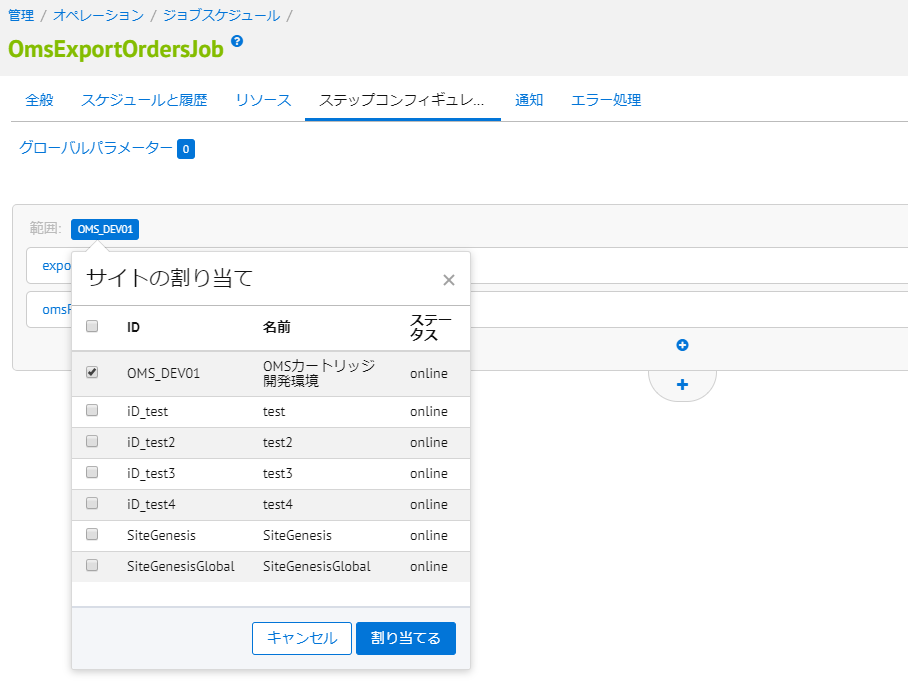 管理 / オペレーション / ジョブスケジュール /
OmsExportOrdersJob ?
全般 スケジュールと履歴 リソース ステップコンフィギュレ... 通知 エラー処理
グローバルパラメーター 0
範囲: OMS_DEV01
expo
サイトの割り当て ×
omsF
ID 名前 ステー
タス
OMS_DEV01 OMSカートリッジ
開発環境 online
iD_test test online
iD_test2 test2 online
iD_test3 test3 online
iD_test4 test4 online
SiteGenesis SiteGenesis online
SiteGenesisGlobal SiteGenesisGlobal online
キャンセル 割り当てる